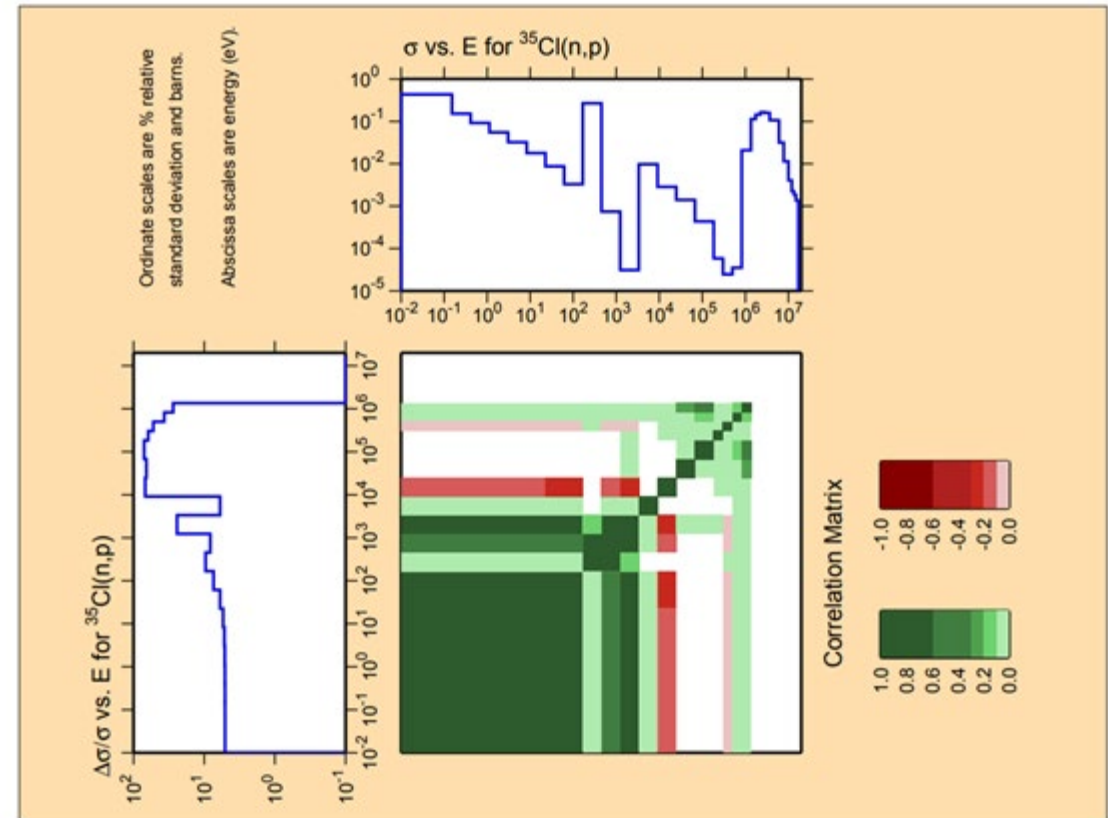 Ordinate scales are % relative
standard deviation and barns.
Abscissa scales are energy (eV).
σ vs. E for ³⁵Cl(n,p)
10⁰
10⁻¹
10⁻²
10⁻³
10⁻⁴
10⁻⁵
10⁻² 10⁻¹ 10⁰ 10¹ 10² 10³ 10⁴ 10⁵ 10⁶ 10⁷
Δσ/σ vs. E for ³⁵Cl(n,p)
10² 10¹ 10⁰ 10⁻¹
10⁻² 10⁻¹ 10⁰ 10¹ 10² 10³ 10⁴ 10⁵ 10⁶ 10⁷
Correlation Matrix
1.0 0.8 0.6 0.4 0.2 0.0
-1.0 -0.8 -0.6 -0.4 -0.2 0.0